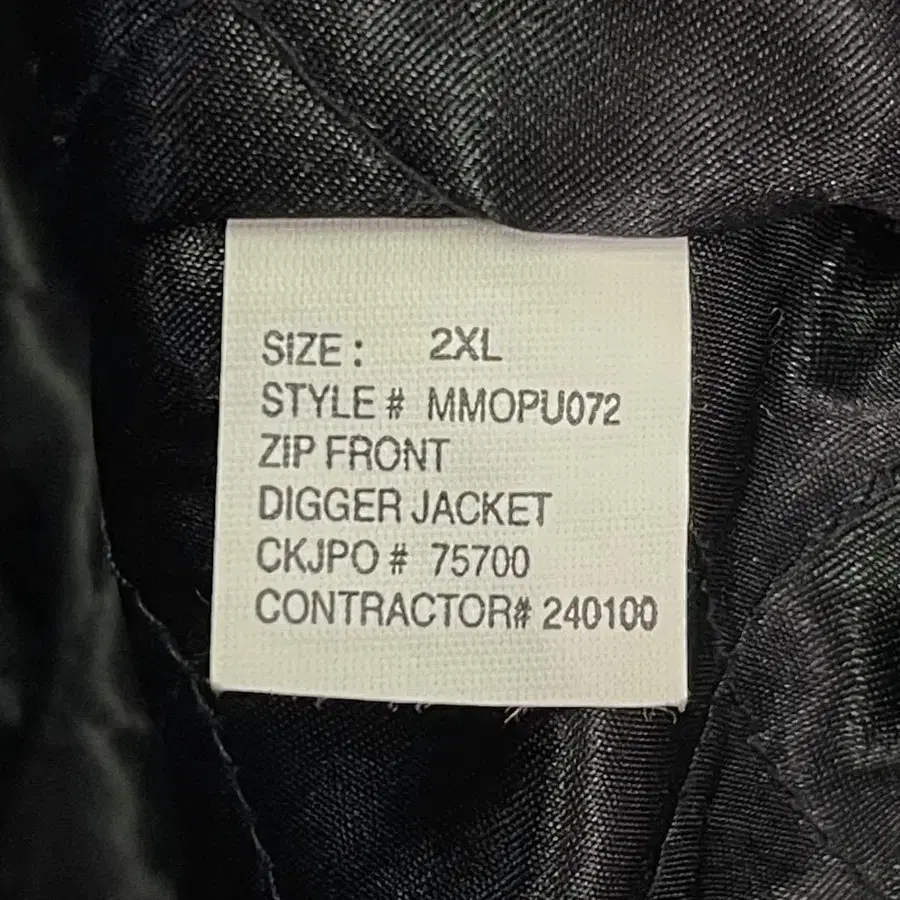 SIZE : 2XL
STYLE # MMOPU072
ZIP FRONT
DIGGER JACKET
CKJPO # 75700
CONTRACTOR# 240100